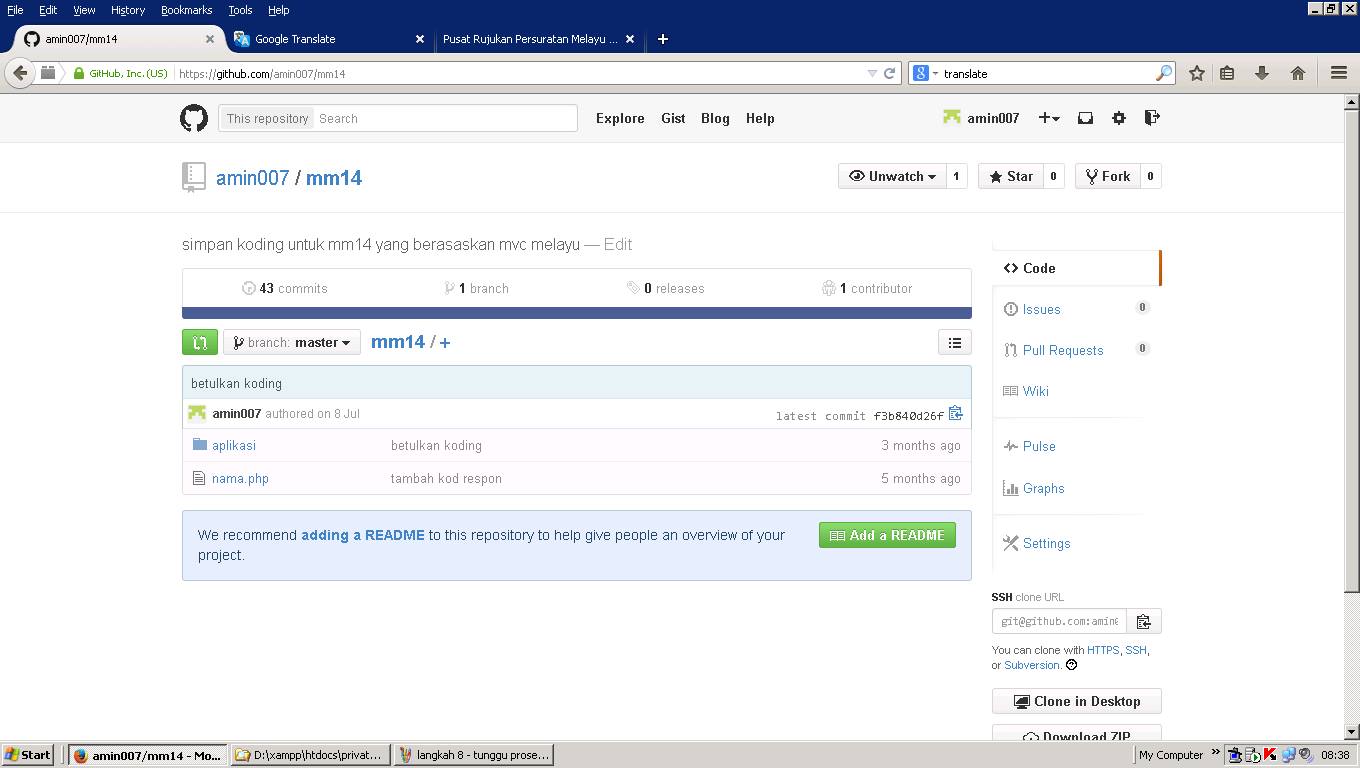 File Edit View History Bookmarks Tools Help
amin007/mm14
Google Translate
Pusat Rujukan Persuratan Melayu ...
GitHub, Inc. (US)
https://github.com/amin007/mm14
translate
This repository
Search
Explore Gist Blog Help
amin007
amin007 / mm14
Unwatch 1
Star 0
Fork 0
simpan koding untuk mm14 yang berasaskan mvc melayu — Edit
43 commits
1 branch
0 releases
1 contributor
branch: master
mm14 / +
betulkan koding
amin007 authored on 8 Jul
latest commit f3b840d26f
aplikasi betulkan koding 3 months ago
nama.php tambah kod respon 5 months ago
We recommend adding a README to this repository to help give people an overview of your
project.
Add a README
Code
Issues 0
Pull Requests 0
Wiki
Pulse
Graphs
Settings
SSH clone URL
git@github.com:amin
You can clone with HTTPS, SSH,
or Subversion.
Clone in Desktop
Download ZIP
Start
amin007/mm14 - Mo...
D:\xampp\htdocs\privat...
langkah 8 - tunggu prose...
My Computer
08:38